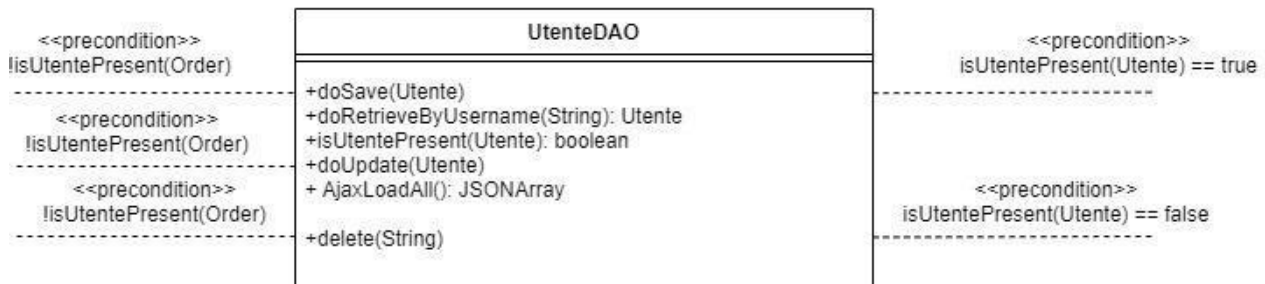 <<precondition>>
!isUtentePresent(Order)
<<precondition>>
!isUtentePresent(Order)
<<precondition>>
!isUtentePresent(Order)
UtenteDAO
+doSave(Utente)
+doRetrieveByUsername(String): Utente
+isUtentePresent(Utente): boolean
+doUpdate(Utente)
+ AjaxLoadAll(): JSONArray
+delete(String)
<<precondition>>
isUtentePresent(Utente) == true
<<precondition>>
isUtentePresent(Utente) == false